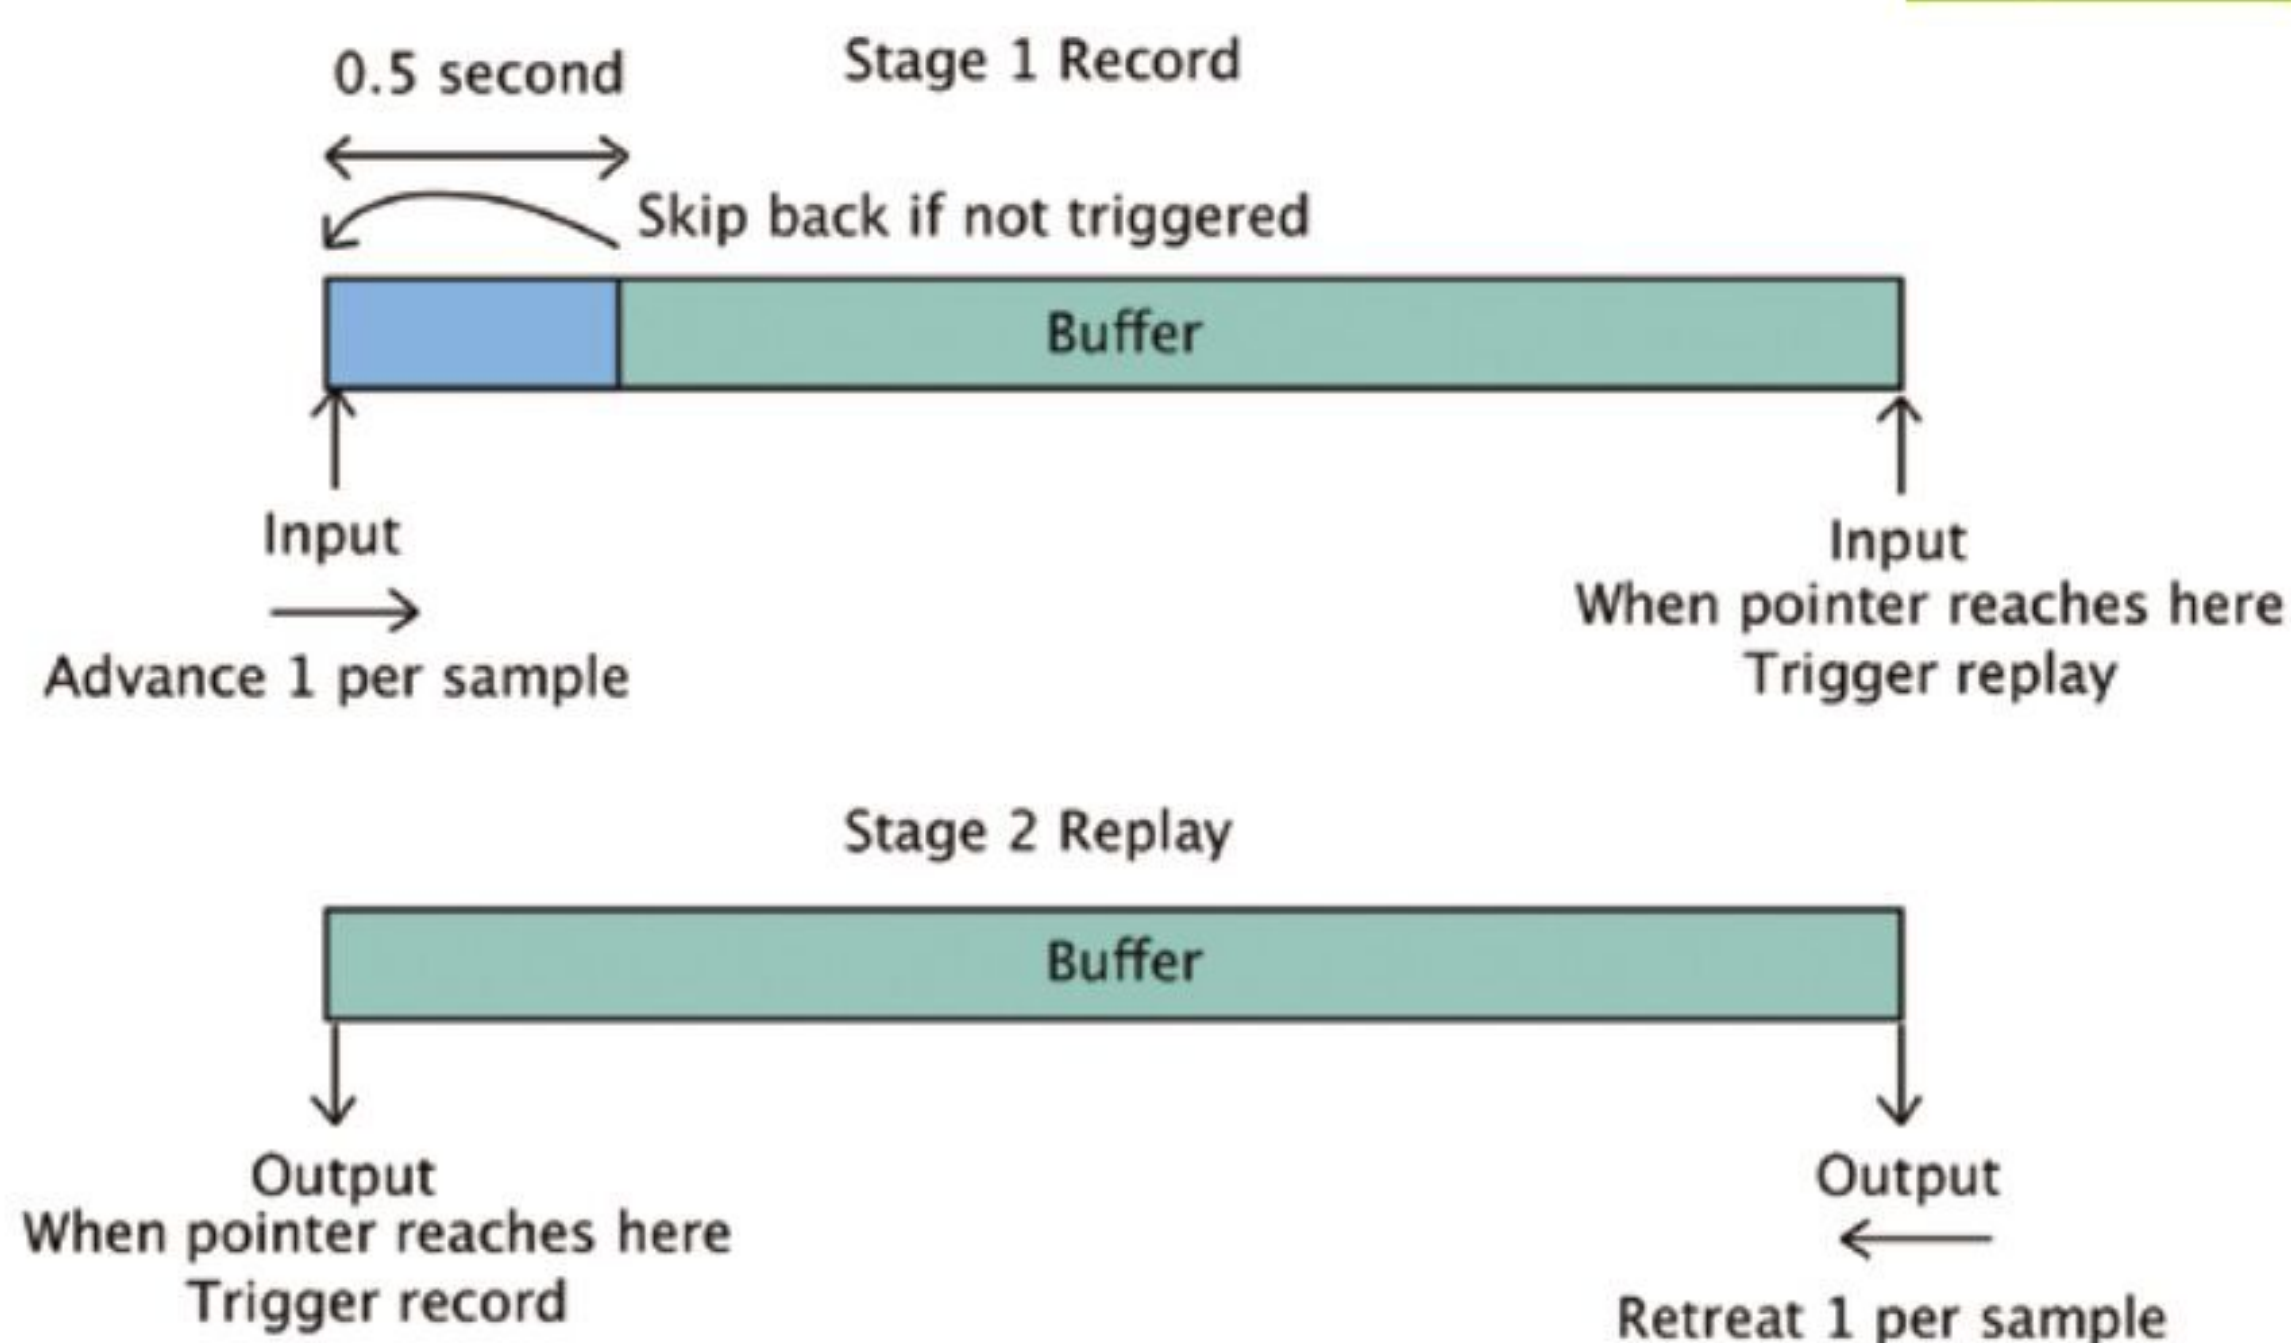 0.5 second
Stage 1 Record
Skip back if not triggered
Buffer
Input
Advance 1 per sample
Input
When pointer reaches here
Trigger replay
Stage 2 Replay
Buffer
Output
When pointer reaches here
Trigger record
Output
Retreat 1 per sample